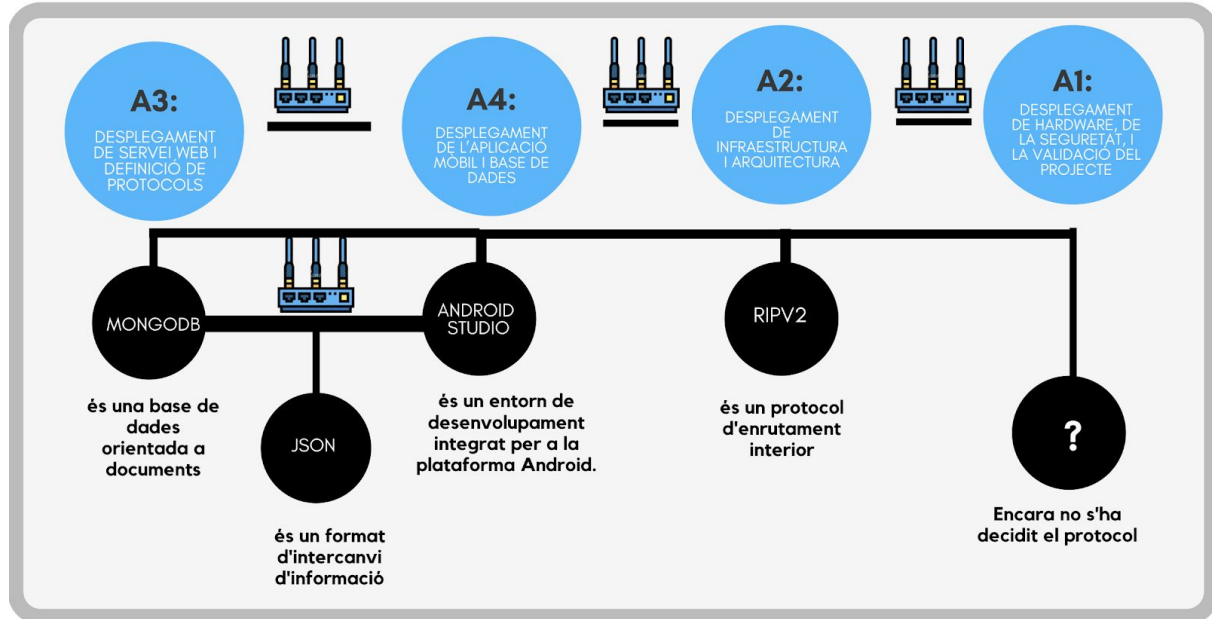 A3:
DESPLEGAMENT
DE SERVEI WEB I
DEFINICIÓ DE
PROTOCOLS
A4:
DESPLEGAMENT
DE L'APLICACIÓ
MÒBIL I BASE DE
DADES
A2:
DESPLEGAMENT
DE
INFRAESTRUCTURA
I ARQUITECTURA
A1:
DESPLEGAMENT
DE HARDWARE, DE
LA SEGURETAT, I
LA VALIDACIÓ DEL
PROJECTE
MONGODB
és una base de
dades
orientada a
documents
JSON
és un format
d'intercanvi
d'informació
ANDROID
STUDIO
és un entorn de
desenvolupament
integrat per a la
plataforma Android.
RIPV2
és un protocol
d'enrutament
interior
?
Encara no s'ha
decidit el protocol